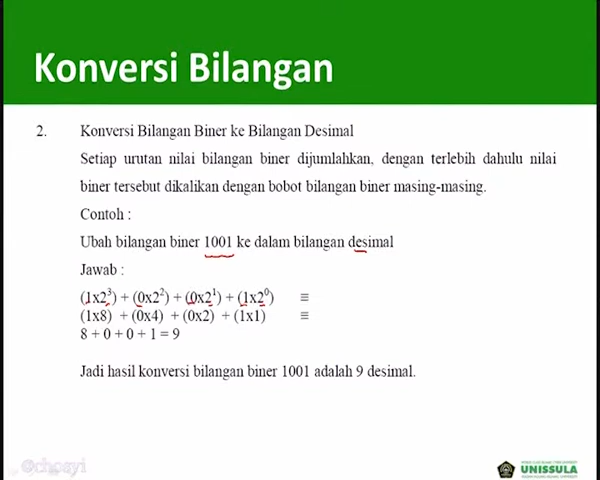 Konversi Bilangan
2. Konversi Bilangan Biner ke Bilangan Desimal
Setiap urutan nilai bilangan biner dijumlahkan, dengan terlebih dahulu nilai
biner tersebut dikalikan dengan bobot bilangan biner masing-masing.
Contoh :
Ubah bilangan biner 1001 ke dalam bilangan desimal
Jawab :
(1x2³) + (0x2²) + (0x2¹) + (1x2⁰) ≡
(1x8) + (0x4) + (0x2) + (1x1) ≡
8 + 0 + 0 + 1 = 9
Jadi hasil konversi bilangan biner 1001 adalah 9 desimal.
UNISSULA